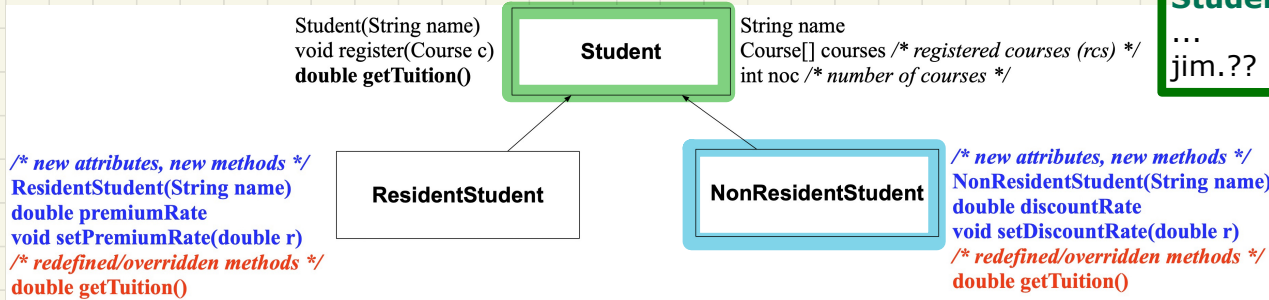 Student(String name)
void register(Course c)
double getTuition()
Student
String name
Course[] courses /* registered courses (rcs) */
int noc /* number of courses */
...
jim.??
/* new attributes, new methods */
ResidentStudent(String name)
double premiumRate
void setPremiumRate(double r)
/* redefined/overridden methods */
double getTuition()
ResidentStudent
NonResidentStudent
/* new attributes, new methods */
NonResidentStudent(String name)
double discountRate
void setDiscountRate(double r)
/* redefined/overridden methods */
double getTuition()